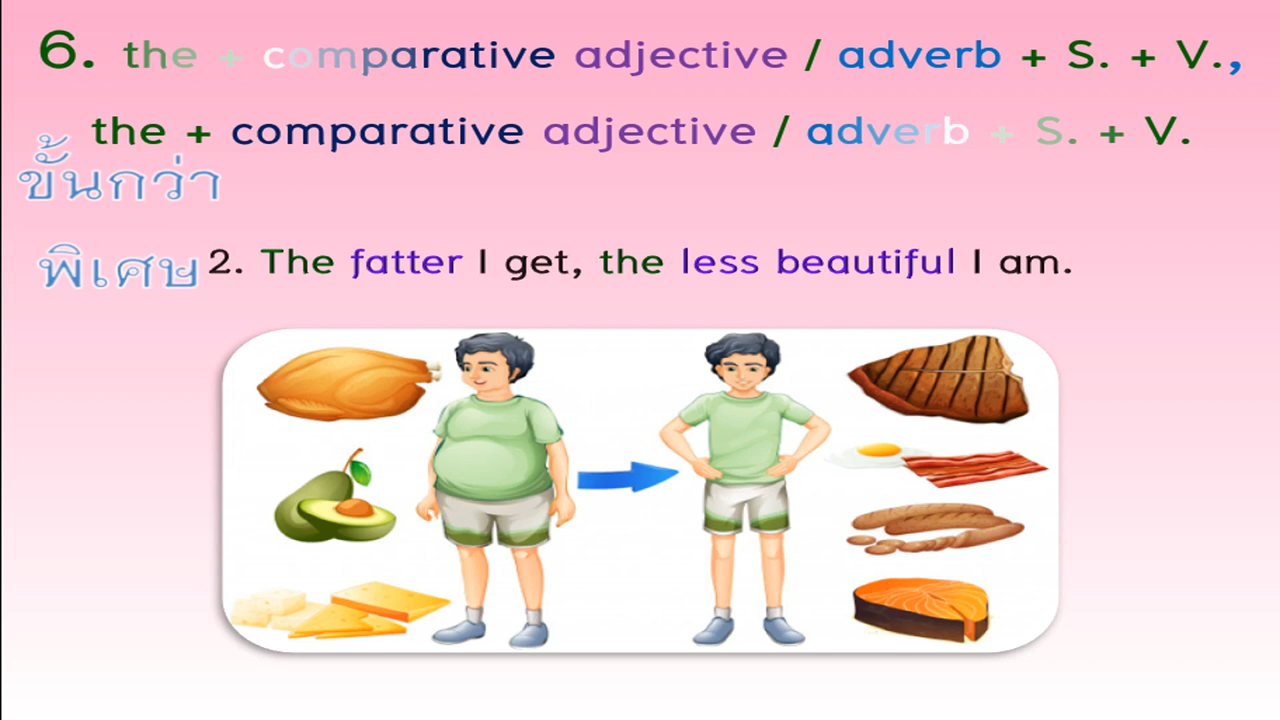 6. the + comparative adjective / adverb + S. + V.,
the + comparative adjective / adverb + S. + V.
ขั้นกว่า
พิเศษ
2. The fatter I get, the less beautiful I am.